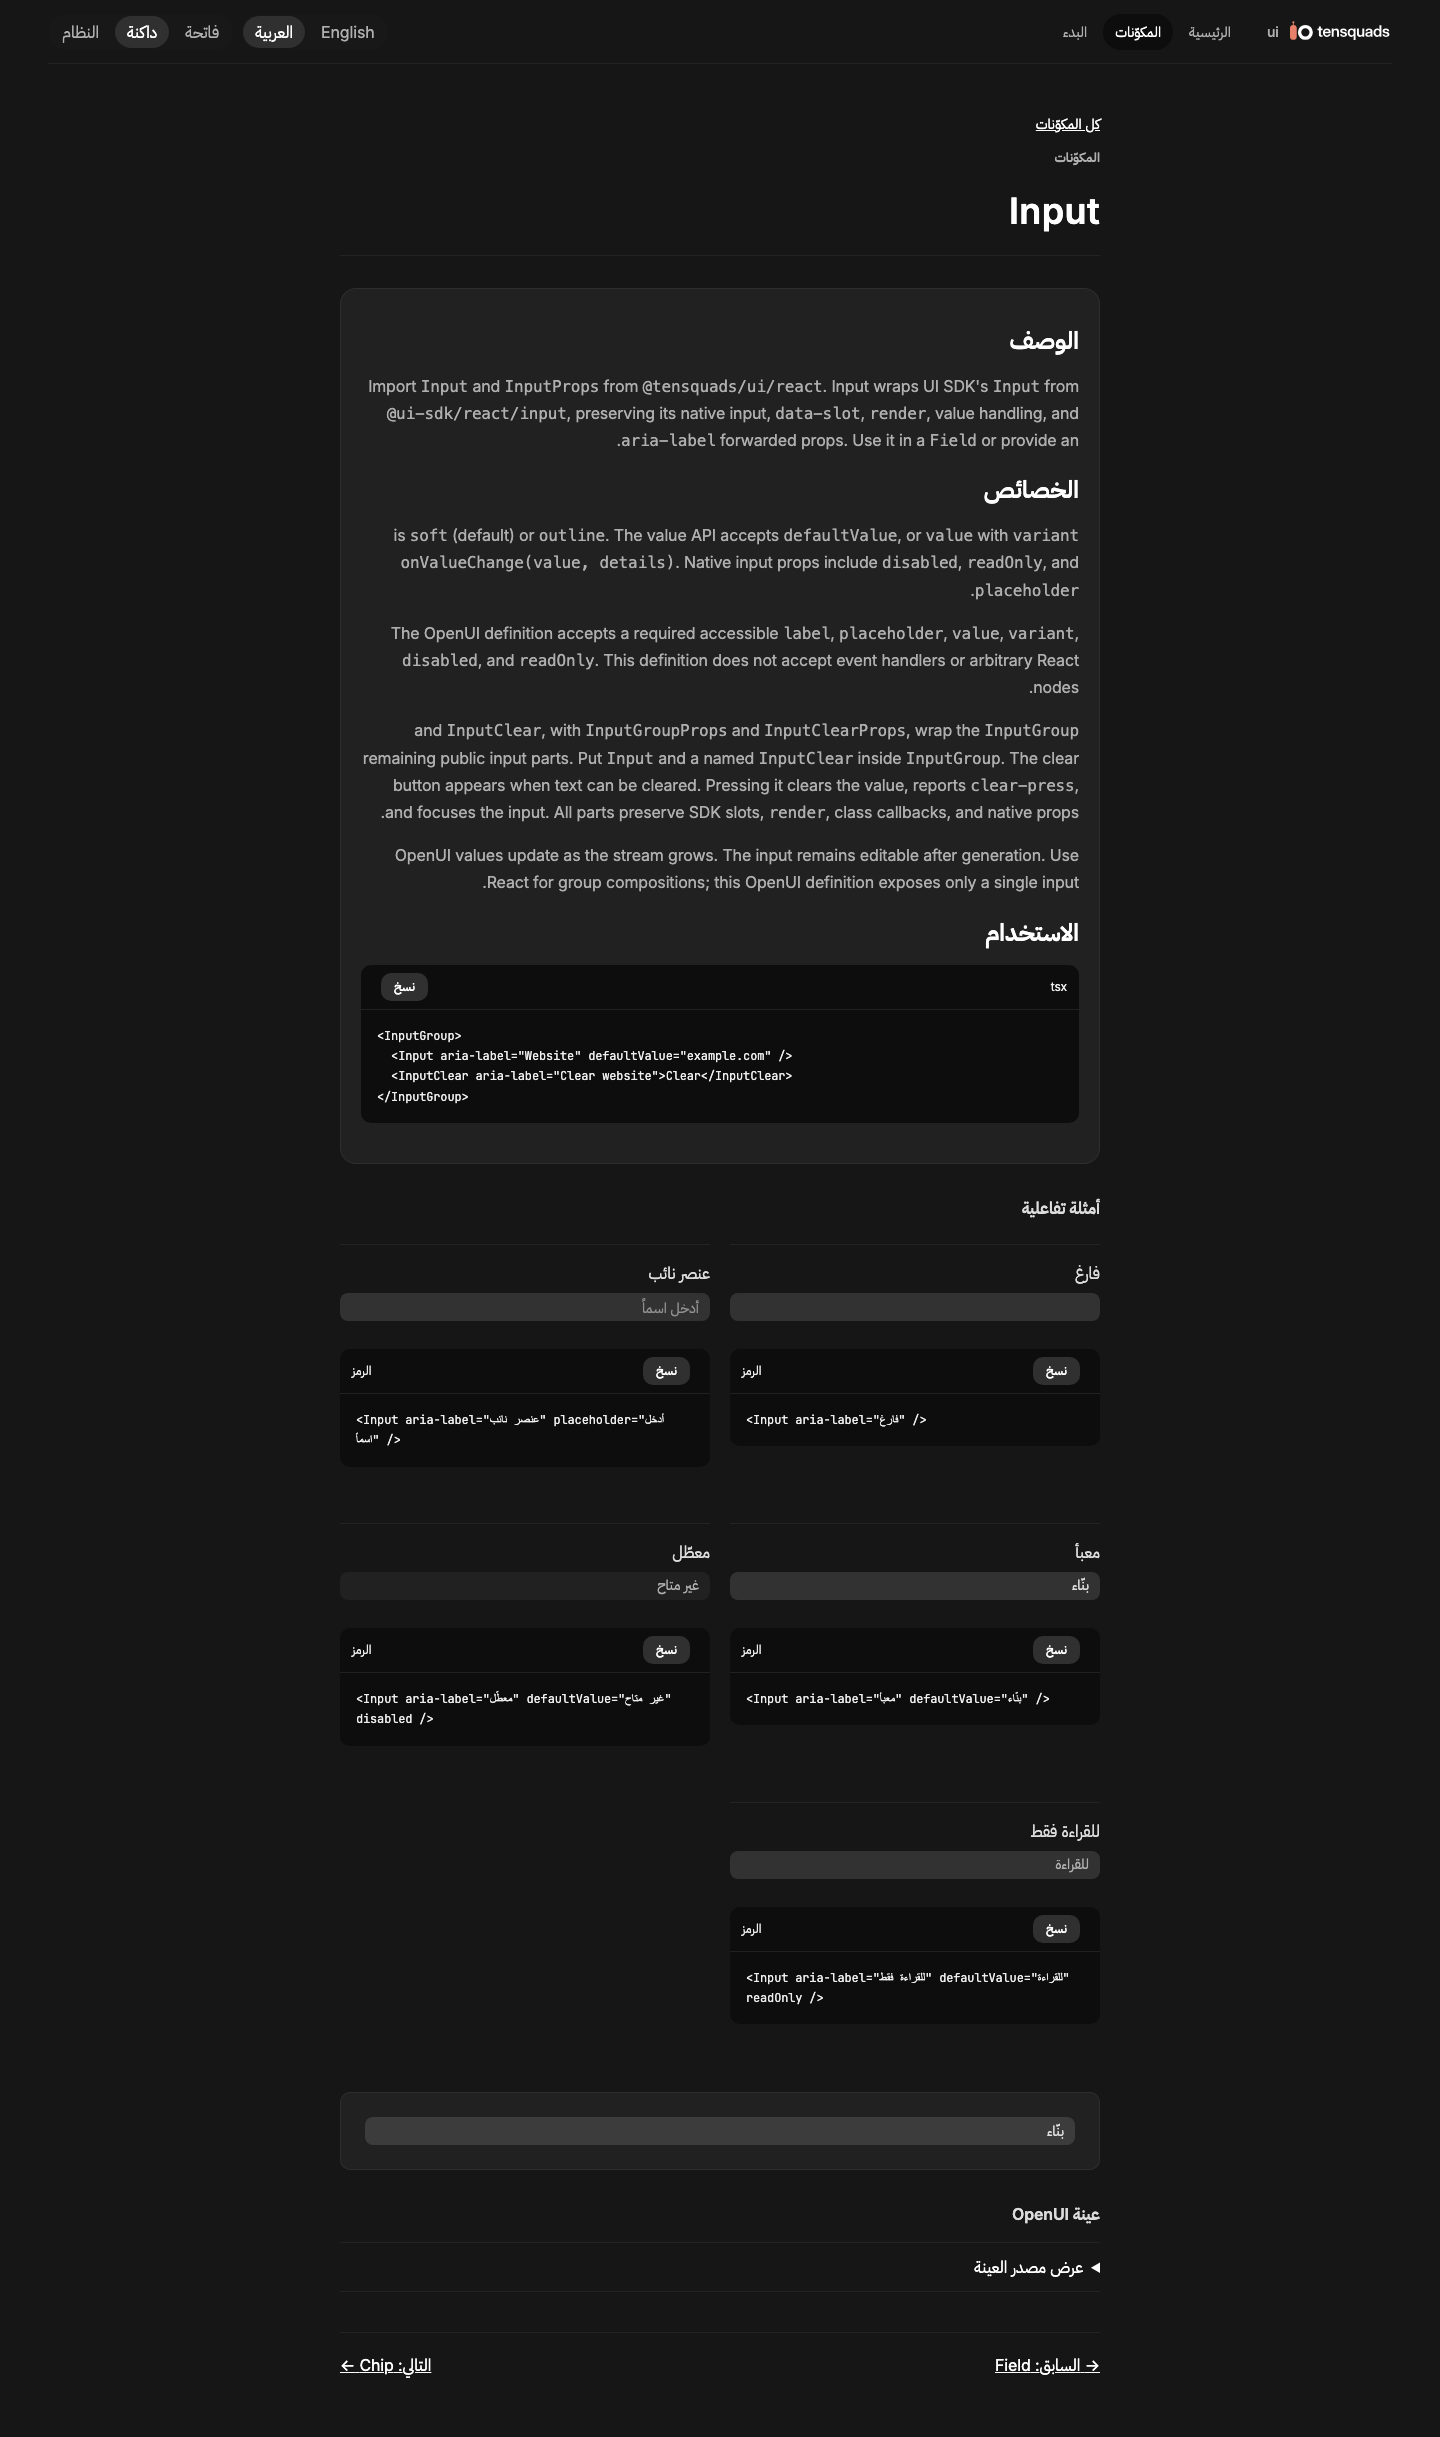 tensquads ui
الرئيسية
المكوّنات
البدء
English
العربية
فاتحة
داكنة
النظام
كل المكوّنات
المكوّنات
Input
الوصف
Import Input and InputProps from @tensquads/ui/react. Input wraps UI SDK's Input from
@ui-sdk/react/input, preserving its native input, data-slot, render, value handling, and
forwarded props. Use it in a Field or provide an aria-label.
الخصائص
variant is soft (default) or outline. The value API accepts defaultValue, or value with
onValueChange(value, details). Native input props include disabled, readOnly, and
placeholder.
The OpenUI definition accepts a required accessible label, placeholder, value, variant,
disabled, and readOnly. This definition does not accept event handlers or arbitrary React
nodes.
InputGroup and InputClear, with InputGroupProps and InputClearProps, wrap the
remaining public input parts. Put Input and a named InputClear inside InputGroup. The clear
button appears when text can be cleared. Pressing it clears the value, reports clear-press,
and focuses the input. All parts preserve SDK slots, render, class callbacks, and native props.
OpenUI values update as the stream grows. The input remains editable after generation. Use
React for group compositions; this OpenUI definition exposes only a single input.
الاستخدام
tsx
نسخ
<InputGroup>
  <Input aria-label="Website" defaultValue="example.com" />
  <InputClear aria-label="Clear website">Clear</InputClear>
</InputGroup>
أمثلة تفاعلية
فارغ
نسخ
الرمز
<Input aria-label="فارغ" />
عنصر نائب
أدخل اسماً
نسخ
الرمز
<Input aria-label="عنصر نائب" placeholder="أدخل
اسماً" />
معبأ
بنّاء
نسخ
الرمز
<Input aria-label="معبأ" defaultValue="بنّاء" />
معطّل
غير متاح
نسخ
الرمز
<Input aria-label="معطّل" defaultValue="غير متاح"
disabled />
للقراءة فقط
للقراءة
نسخ
الرمز
<Input aria-label="للقراءة فقط" defaultValue="للقراءة"
readOnly />
بنّاء
عينة OpenUI
عرض مصدر العينة
→ السابق: Field
التالي: Chip ←